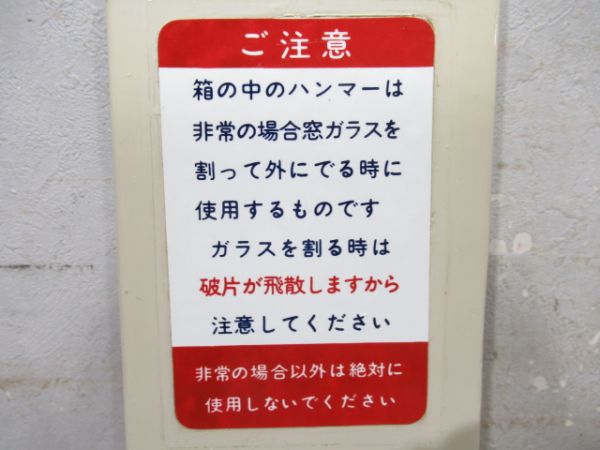 ご注意
箱の中のハンマーは
非常の場合窓ガラスを
割って外にでる時に
使用するものです
ガラスを割る時は
破片が飛散しますから
注意してください
非常の場合以外は絶対に
使用しないでください